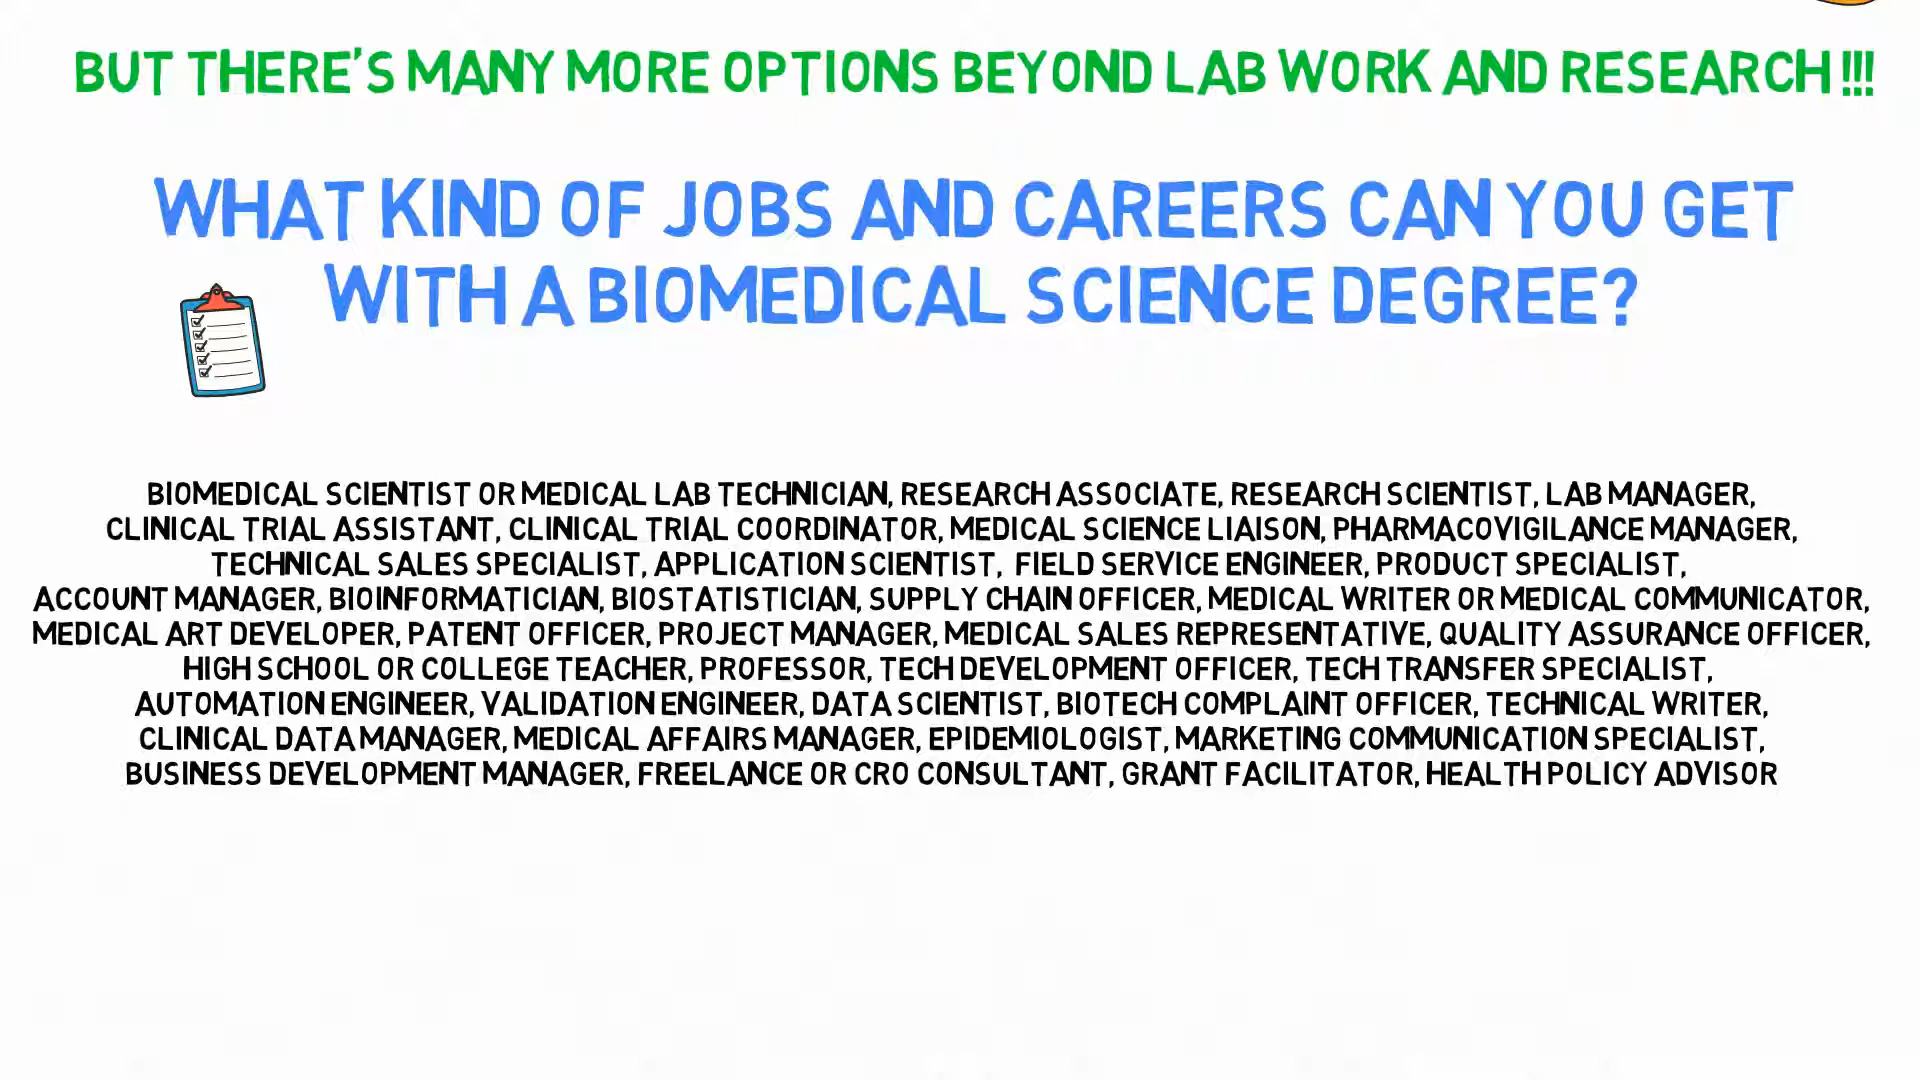 BUT THERE'S MANY MORE OPTIONS BEYOND LAB WORK AND RESEARCH !!!
WHAT KIND OF JOBS AND CAREERS CAN YOU GET
WITH A BIOMEDICAL SCIENCE DEGREE?
BIOMEDICAL SCIENTIST OR MEDICAL LAB TECHNICIAN, RESEARCH ASSOCIATE, RESEARCH SCIENTIST, LAB MANAGER,
CLINICAL TRIAL ASSISTANT, CLINICAL TRIAL COORDINATOR, MEDICAL SCIENCE LIAISON, PHARMACOVIGILANCE MANAGER,
TECHNICAL SALES SPECIALIST, APPLICATION SCIENTIST, FIELD SERVICE ENGINEER, PRODUCT SPECIALIST,
ACCOUNT MANAGER, BIOINFORMATICIAN, BIOSTATISTICIAN, SUPPLY CHAIN OFFICER, MEDICAL WRITER OR MEDICAL COMMUNICATOR,
MEDICAL ART DEVELOPER, PATENT OFFICER, PROJECT MANAGER, MEDICAL SALES REPRESENTATIVE, QUALITY ASSURANCE OFFICER,
HIGH SCHOOL OR COLLEGE TEACHER, PROFESSOR, TECH DEVELOPMENT OFFICER, TECH TRANSFER SPECIALIST,
AUTOMATION ENGINEER, VALIDATION ENGINEER, DATA SCIENTIST, BIOTECH COMPLAINT OFFICER, TECHNICAL WRITER,
CLINICAL DATA MANAGER, MEDICAL AFFAIRS MANAGER, EPIDEMIOLOGIST, MARKETING COMMUNICATION SPECIALIST,
BUSINESS DEVELOPMENT MANAGER, FREELANCE OR CRO CONSULTANT, GRANT FACILITATOR, HEALTH POLICY ADVISOR